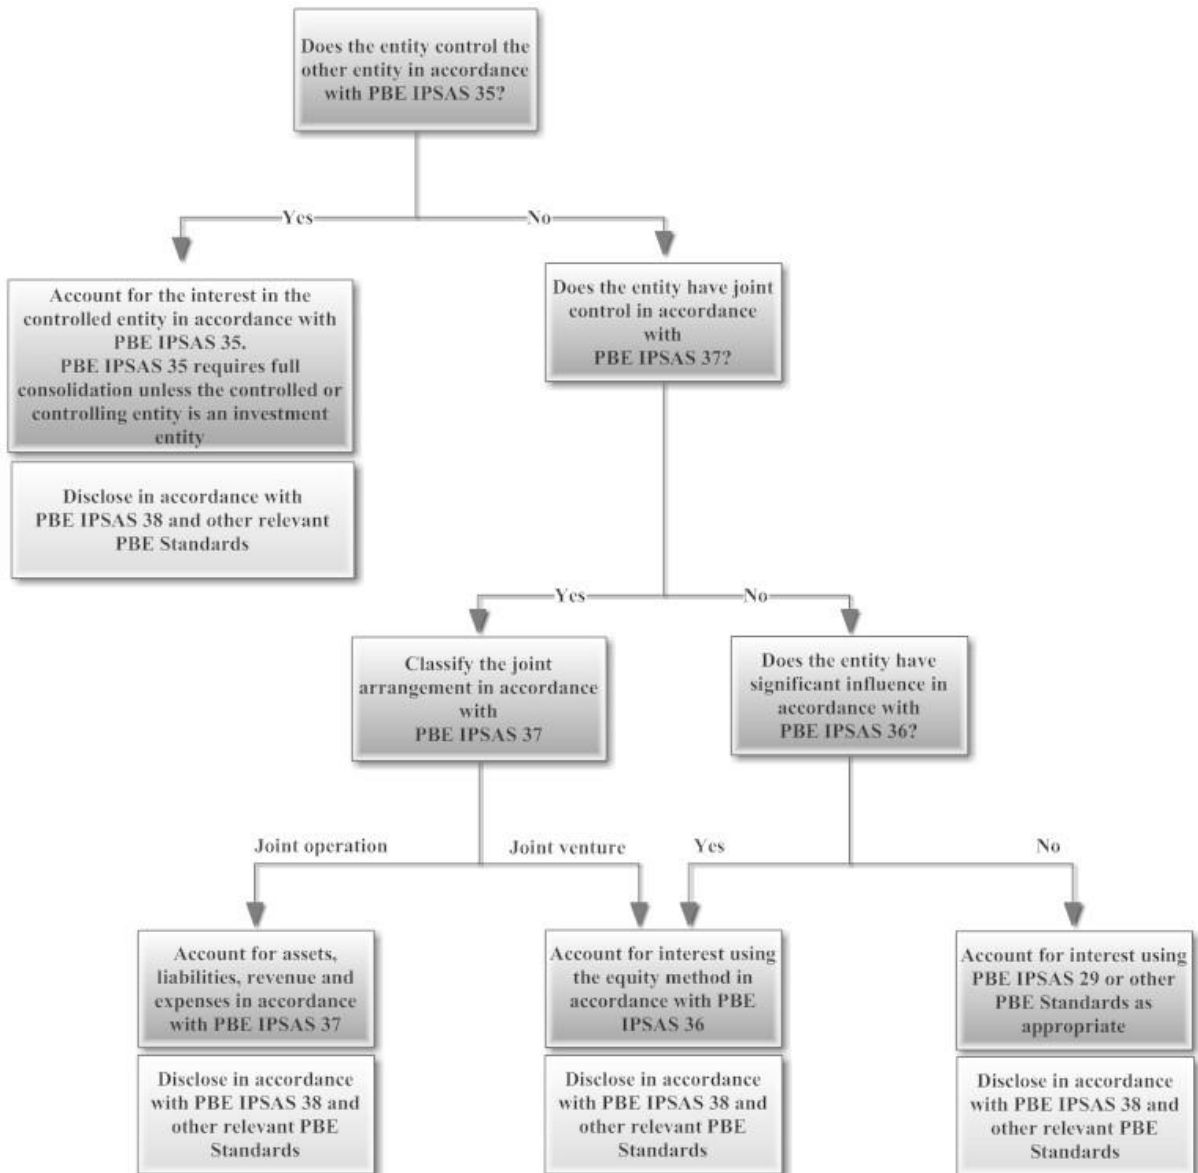 Does the entity control the
other entity in accordance
with PBE IPSAS 35?
Yes
No
Account for the interest in the
controlled entity in accordance with
PBE IPSAS 35.
PBE IPSAS 35 requires full
consolidation unless the controlled or
controlling entity is an investment
entity
Disclose in accordance with
PBE IPSAS 38 and other relevant
PBE Standards
Does the entity have joint
control in accordance
with
PBE IPSAS 37?
Yes
No
Classify the joint
arrangement in accordance
with
PBE IPSAS 37
Does the entity have
significant influence in
accordance with
PBE IPSAS 36?
Joint operation
Joint venture
Yes
No
Account for assets,
liabilities, revenue and
expenses in accordance
with PBE IPSAS 37
Disclose in accordance
with PBE IPSAS 38 and
other relevant PBE
Standards
Account for interest using
the equity method in
accordance with PBE
IPSAS 36
Disclose in accordance
with PBE IPSAS 38 and
other relevant PBE
Standards
Account for interest using
PBE IPSAS 29 or other
PBE Standards as
appropriate
Disclose in accordance
with PBE IPSAS 38 and
other relevant PBE
Standards